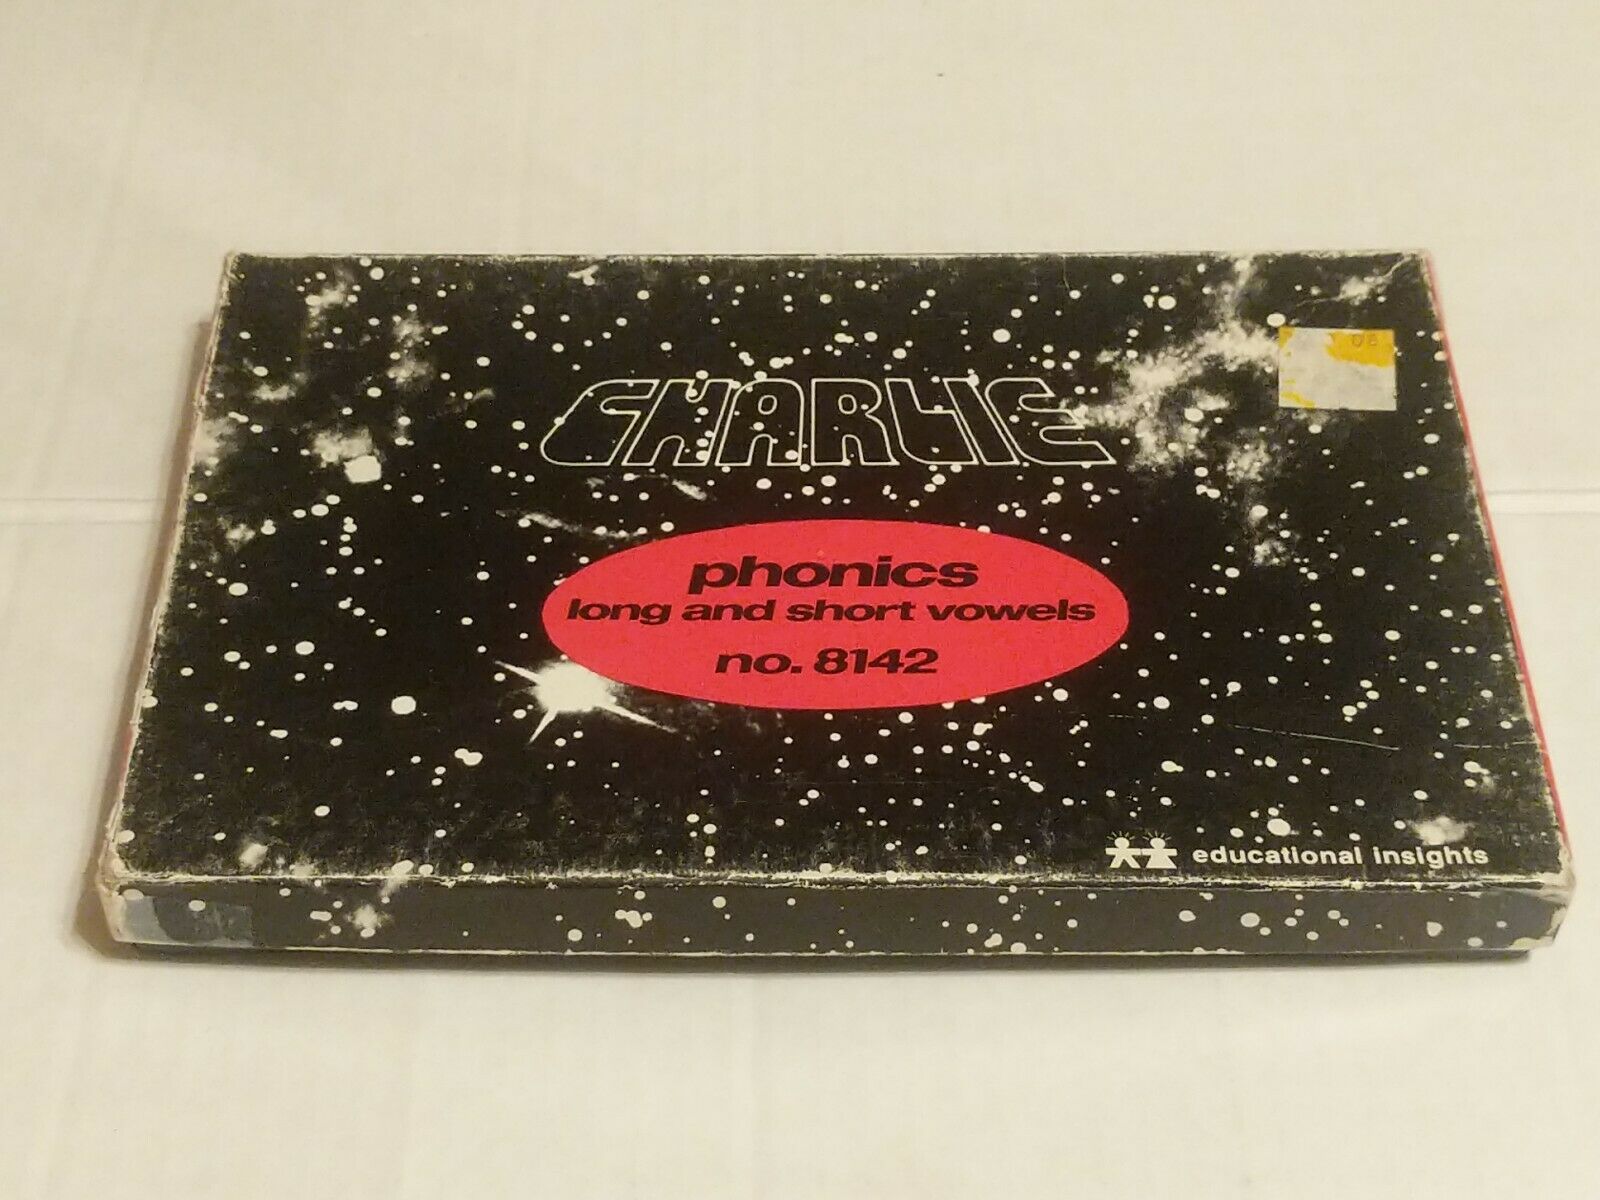 CHARLIE
phonics
long and short vowels
no. 8142
educational insights